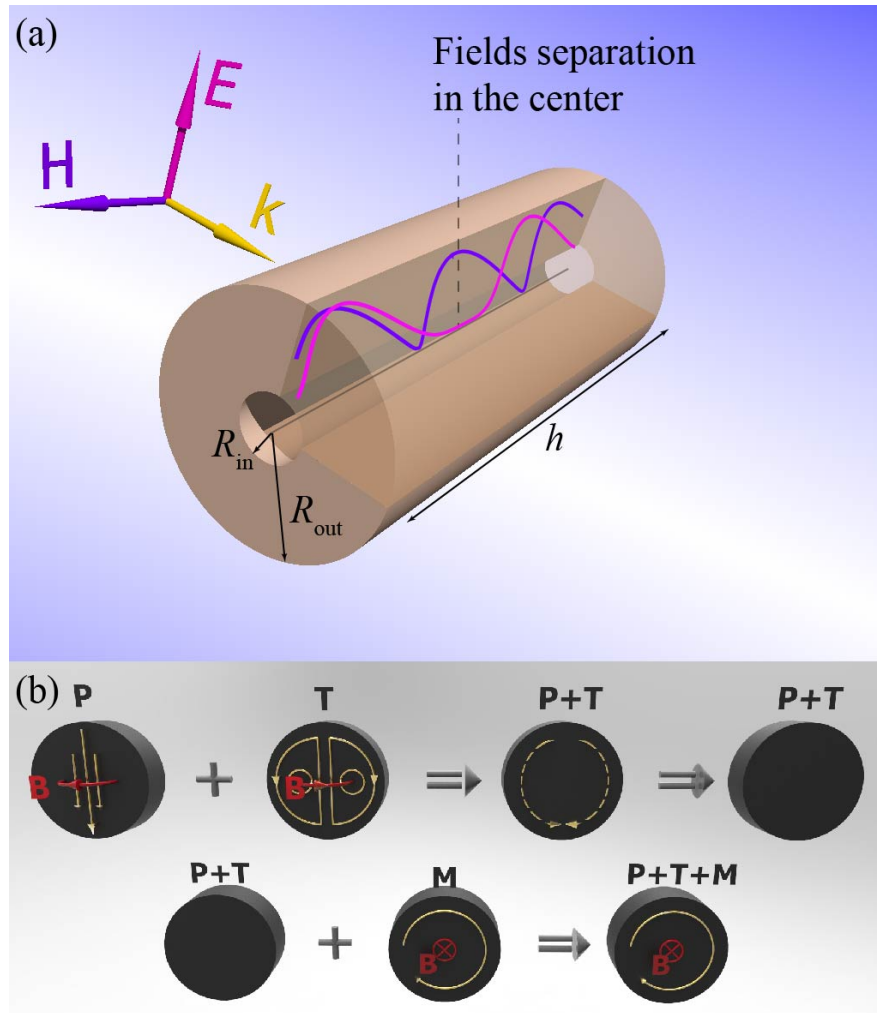 (a)
Fields separation
in the center
E
H
k
R_in
R_out
h
(b)
P
T
P+T
P+T
B
+
B
P+T
M
P+T+M
+
B
B